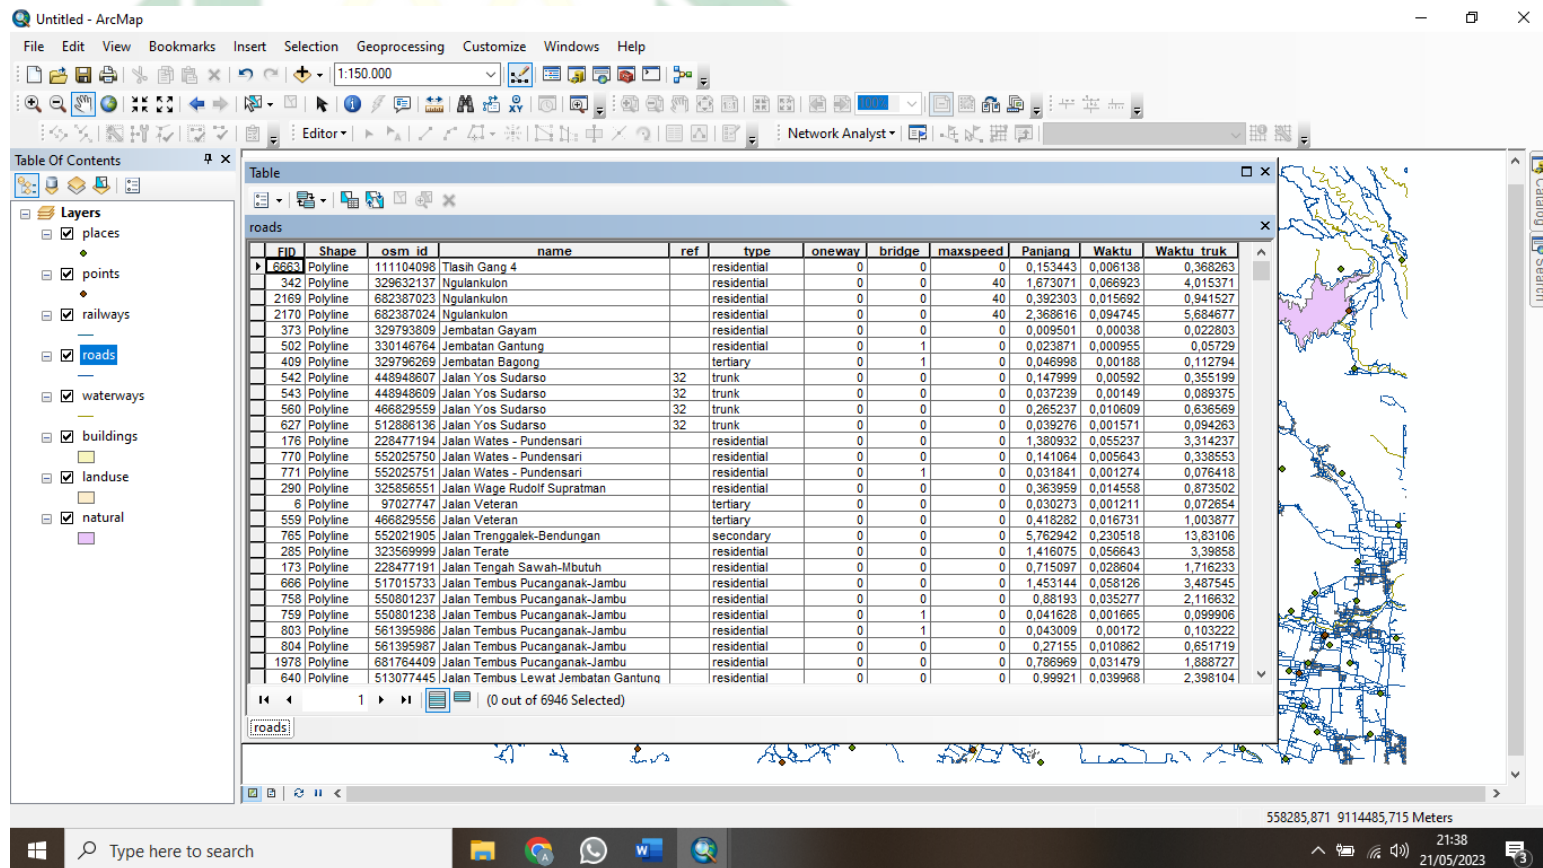 Untitled - ArcMap
File Edit View Bookmarks Insert Selection Geoprocessing Customize Windows Help
1:150.000
100%
Editor Network Analyst
Table Of Contents
Layers
places
points
railways
roads
waterways
buildings
landuse
natural
Table
roads
FID Shape osm_id name ref type oneway bridge maxspeed Panjang Waktu Waktu_truk
6663 Polyline 111104098 Tlasih Gang 4 residential 0 0 0 0,153443 0,006138 0,368263
342 Polyline 329632137 Ngulankulon residential 0 0 40 1,673071 0,066923 4,015371
2169 Polyline 682387023 Ngulankulon residential 0 0 40 0,392303 0,015692 0,941527
2170 Polyline 682387024 Ngulankulon residential 0 0 40 2,368616 0,094745 5,684677
373 Polyline 329793809 Jembatan Gayam residential 0 0 0 0,009501 0,00038 0,022803
502 Polyline 330146764 Jembatan Gantung residential 0 1 0 0,023871 0,000955 0,05729
409 Polyline 329796269 Jembatan Bagong tertiary 0 1 0 0,046998 0,00188 0,112794
542 Polyline 448948607 Jalan Yos Sudarso 32 trunk 0 0 0 0,147999 0,00592 0,355199
543 Polyline 448948609 Jalan Yos Sudarso 32 trunk 0 0 0 0,037239 0,00149 0,089375
560 Polyline 466829559 Jalan Yos Sudarso 32 trunk 0 0 0 0,265237 0,010609 0,636569
627 Polyline 512886136 Jalan Yos Sudarso 32 trunk 0 0 0 0,039276 0,001571 0,094263
176 Polyline 228477194 Jalan Wates - Pundensari residential 0 0 0 1,380932 0,055237 3,314237
770 Polyline 552025750 Jalan Wates - Pundensari residential 0 0 0 0,141064 0,005643 0,338553
771 Polyline 552025751 Jalan Wates - Pundensari residential 0 1 0 0,031841 0,001274 0,076418
290 Polyline 325856551 Jalan Wage Rudolf Supratman residential 0 0 0 0,363959 0,014558 0,873502
6 Polyline 97027747 Jalan Veteran tertiary 0 0 0 0,030273 0,001211 0,072654
559 Polyline 466829556 Jalan Veteran tertiary 0 0 0 0,418282 0,016731 1,003877
765 Polyline 552021905 Jalan Trenggalek-Bendungan secondary 0 0 0 5,762942 0,230518 13,83106
285 Polyline 323569999 Jalan Terate residential 0 0 0 1,416075 0,056643 3,39858
173 Polyline 228477191 Jalan Tengah Sawah-Mbutuh residential 0 0 0 0,715097 0,028604 1,716233
666 Polyline 517015733 Jalan Tembus Pucanganak-Jambu residential 0 0 0 1,453144 0,058126 3,487545
758 Polyline 550801237 Jalan Tembus Pucanganak-Jambu residential 0 0 0 0,88193 0,035277 2,116632
759 Polyline 550801238 Jalan Tembus Pucanganak-Jambu residential 0 1 0 0,041628 0,001665 0,099906
803 Polyline 561395986 Jalan Tembus Pucanganak-Jambu residential 0 1 0 0,043009 0,00172 0,103222
804 Polyline 561395987 Jalan Tembus Pucanganak-Jambu residential 0 0 0 0,27155 0,010862 0,651719
1978 Polyline 681764409 Jalan Tembus Pucanganak-Jambu residential 0 0 0 0,786969 0,031479 1,888727
640 Polyline 513077445 Jalan Tembus Lewat Jembatan Gantung residential 0 0 0 0,99921 0,039968 2,398104
1 (0 out of 6946 Selected)
roads
Catalog
Search
558285,871 9114485,715 Meters
Type here to search
21:38
21/05/2023
3